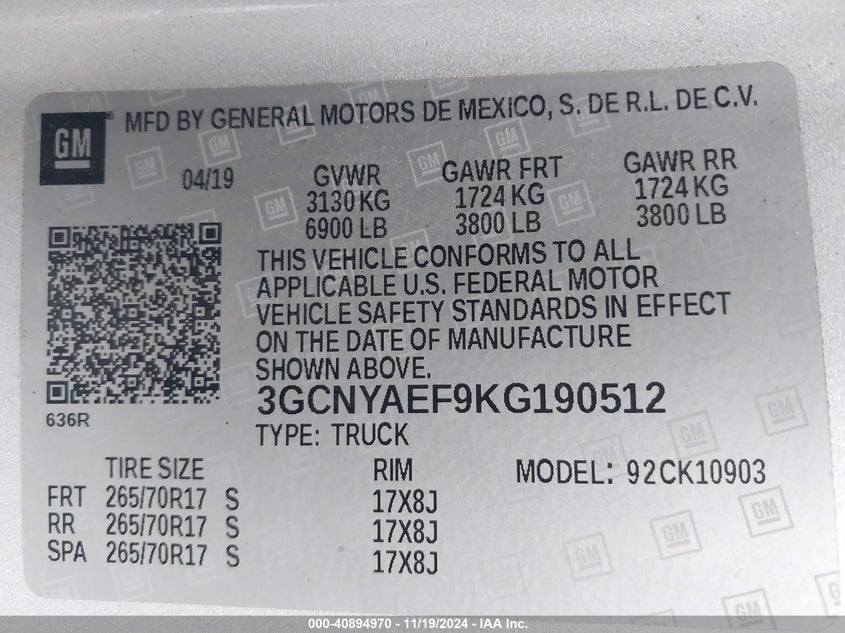 GM® MFD BY GENERAL MOTORS DE MEXICO, S. DE R.L. DE C.V.
04/19
GVWR GAWR FRT GAWR RR
3130 KG 1724 KG 1724 KG
6900 LB 3800 LB 3800 LB
THIS VEHICLE CONFORMS TO ALL
APPLICABLE U.S. FEDERAL MOTOR
VEHICLE SAFETY STANDARDS IN EFFECT
ON THE DATE OF MANUFACTURE
SHOWN ABOVE.
636R
3GCNYAEF9KG190512
TYPE: TRUCK
TIRE SIZE RIM MODEL: 92CK10903
FRT 265/70R17 S 17X8J
RR 265/70R17 S 17X8J
SPA 265/70R17 S 17X8J
000-40894970 - 11/19/2024 - IAA Inc.